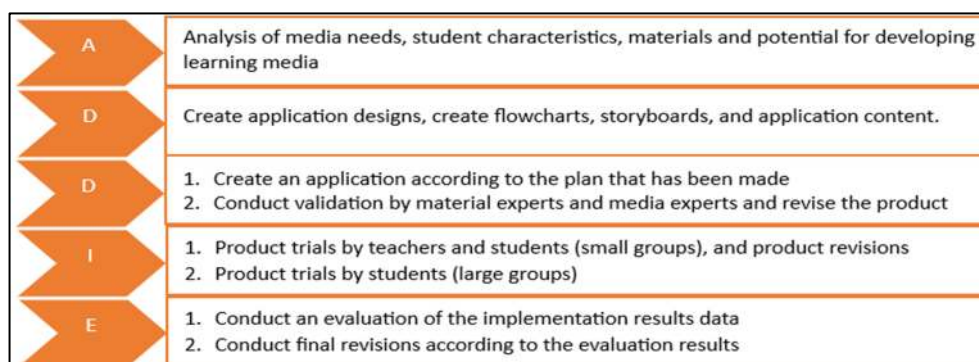 A
Analysis of media needs, student characteristics, materials and potential for developing
learning media
D
Create application designs, create flowcharts, storyboards, and application content.
D
1. Create an application according to the plan that has been made
2. Conduct validation by material experts and media experts and revise the product
I
1. Product trials by teachers and students (small groups), and product revisions
2. Product trials by students (large groups)
E
1. Conduct an evaluation of the implementation results data
2. Conduct final revisions according to the evaluation results